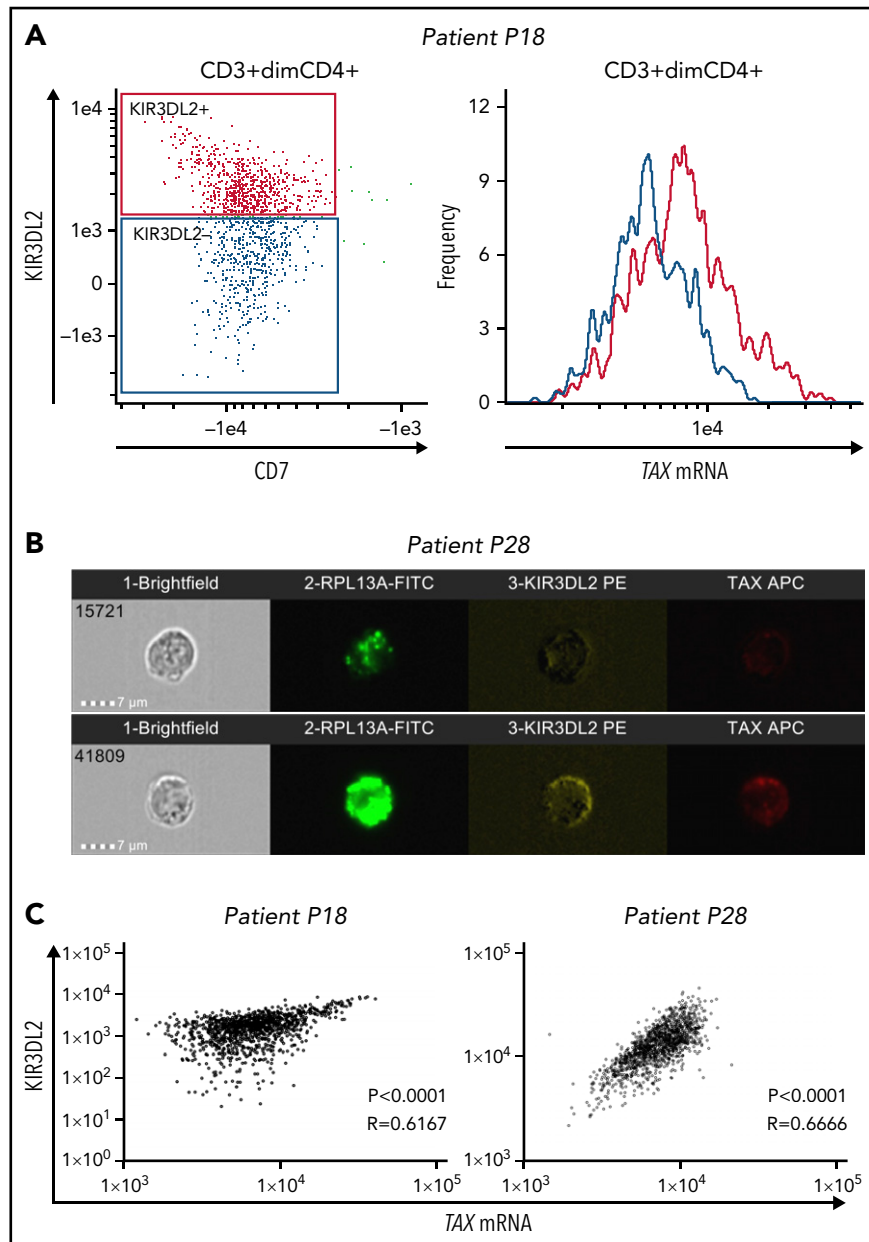 A
Patient P18
CD3+dimCD4+
CD3+dimCD4+
KIR3DL2
1e4
1e3
0
−1e3
KIR3DL2+
KIR3DL2−
−1e4
−1e3
CD7
Frequency
12
9
6
3
0
1e4
TAX mRNA
B
Patient P28
1-Brightfield
2-RPL13A-FITC
3-KIR3DL2 PE
TAX APC
15721
7 µm
1-Brightfield
2-RPL13A-FITC
3-KIR3DL2 PE
TAX APC
41809
7 µm
C
Patient P18
Patient P28
KIR3DL2
1×10⁵
1×10⁴
1×10³
1×10²
1×10¹
1×10⁰
P<0.0001
R=0.6167
1×10³
1×10⁴
1×10⁵
1×10⁵
1×10⁴
1×10³
P<0.0001
R=0.6666
1×10³
1×10⁴
1×10⁵
TAX mRNA